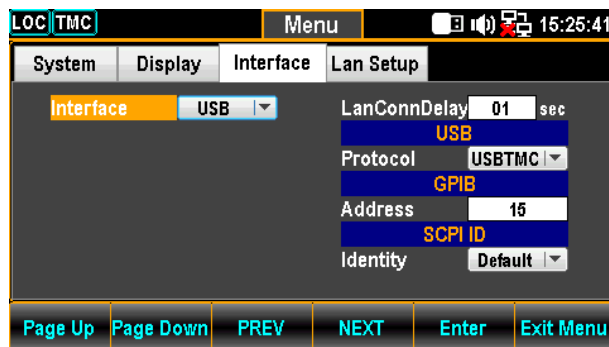 LOC TMC Menu 15:25:41
System Display Interface Lan Setup
Interface USB LanConnDelay 01 sec
USB
Protocol USBTMC
GPIB
Address 15
SCPI ID
Identity Default
Page Up Page Down PREV NEXT Enter Exit Menu